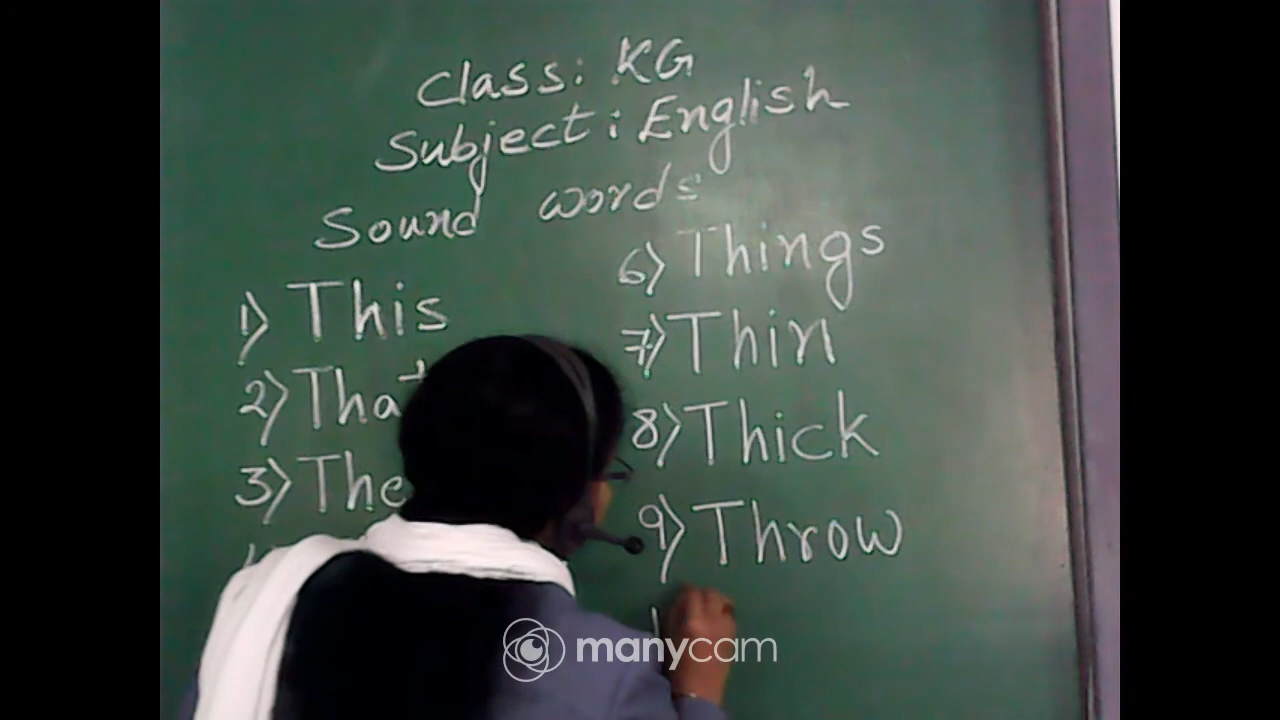 Class: KG
Subject: English
Sound words
1) This
2) That
3) The
6) Things
7) Thin
8) Thick
9) Throw
manycam